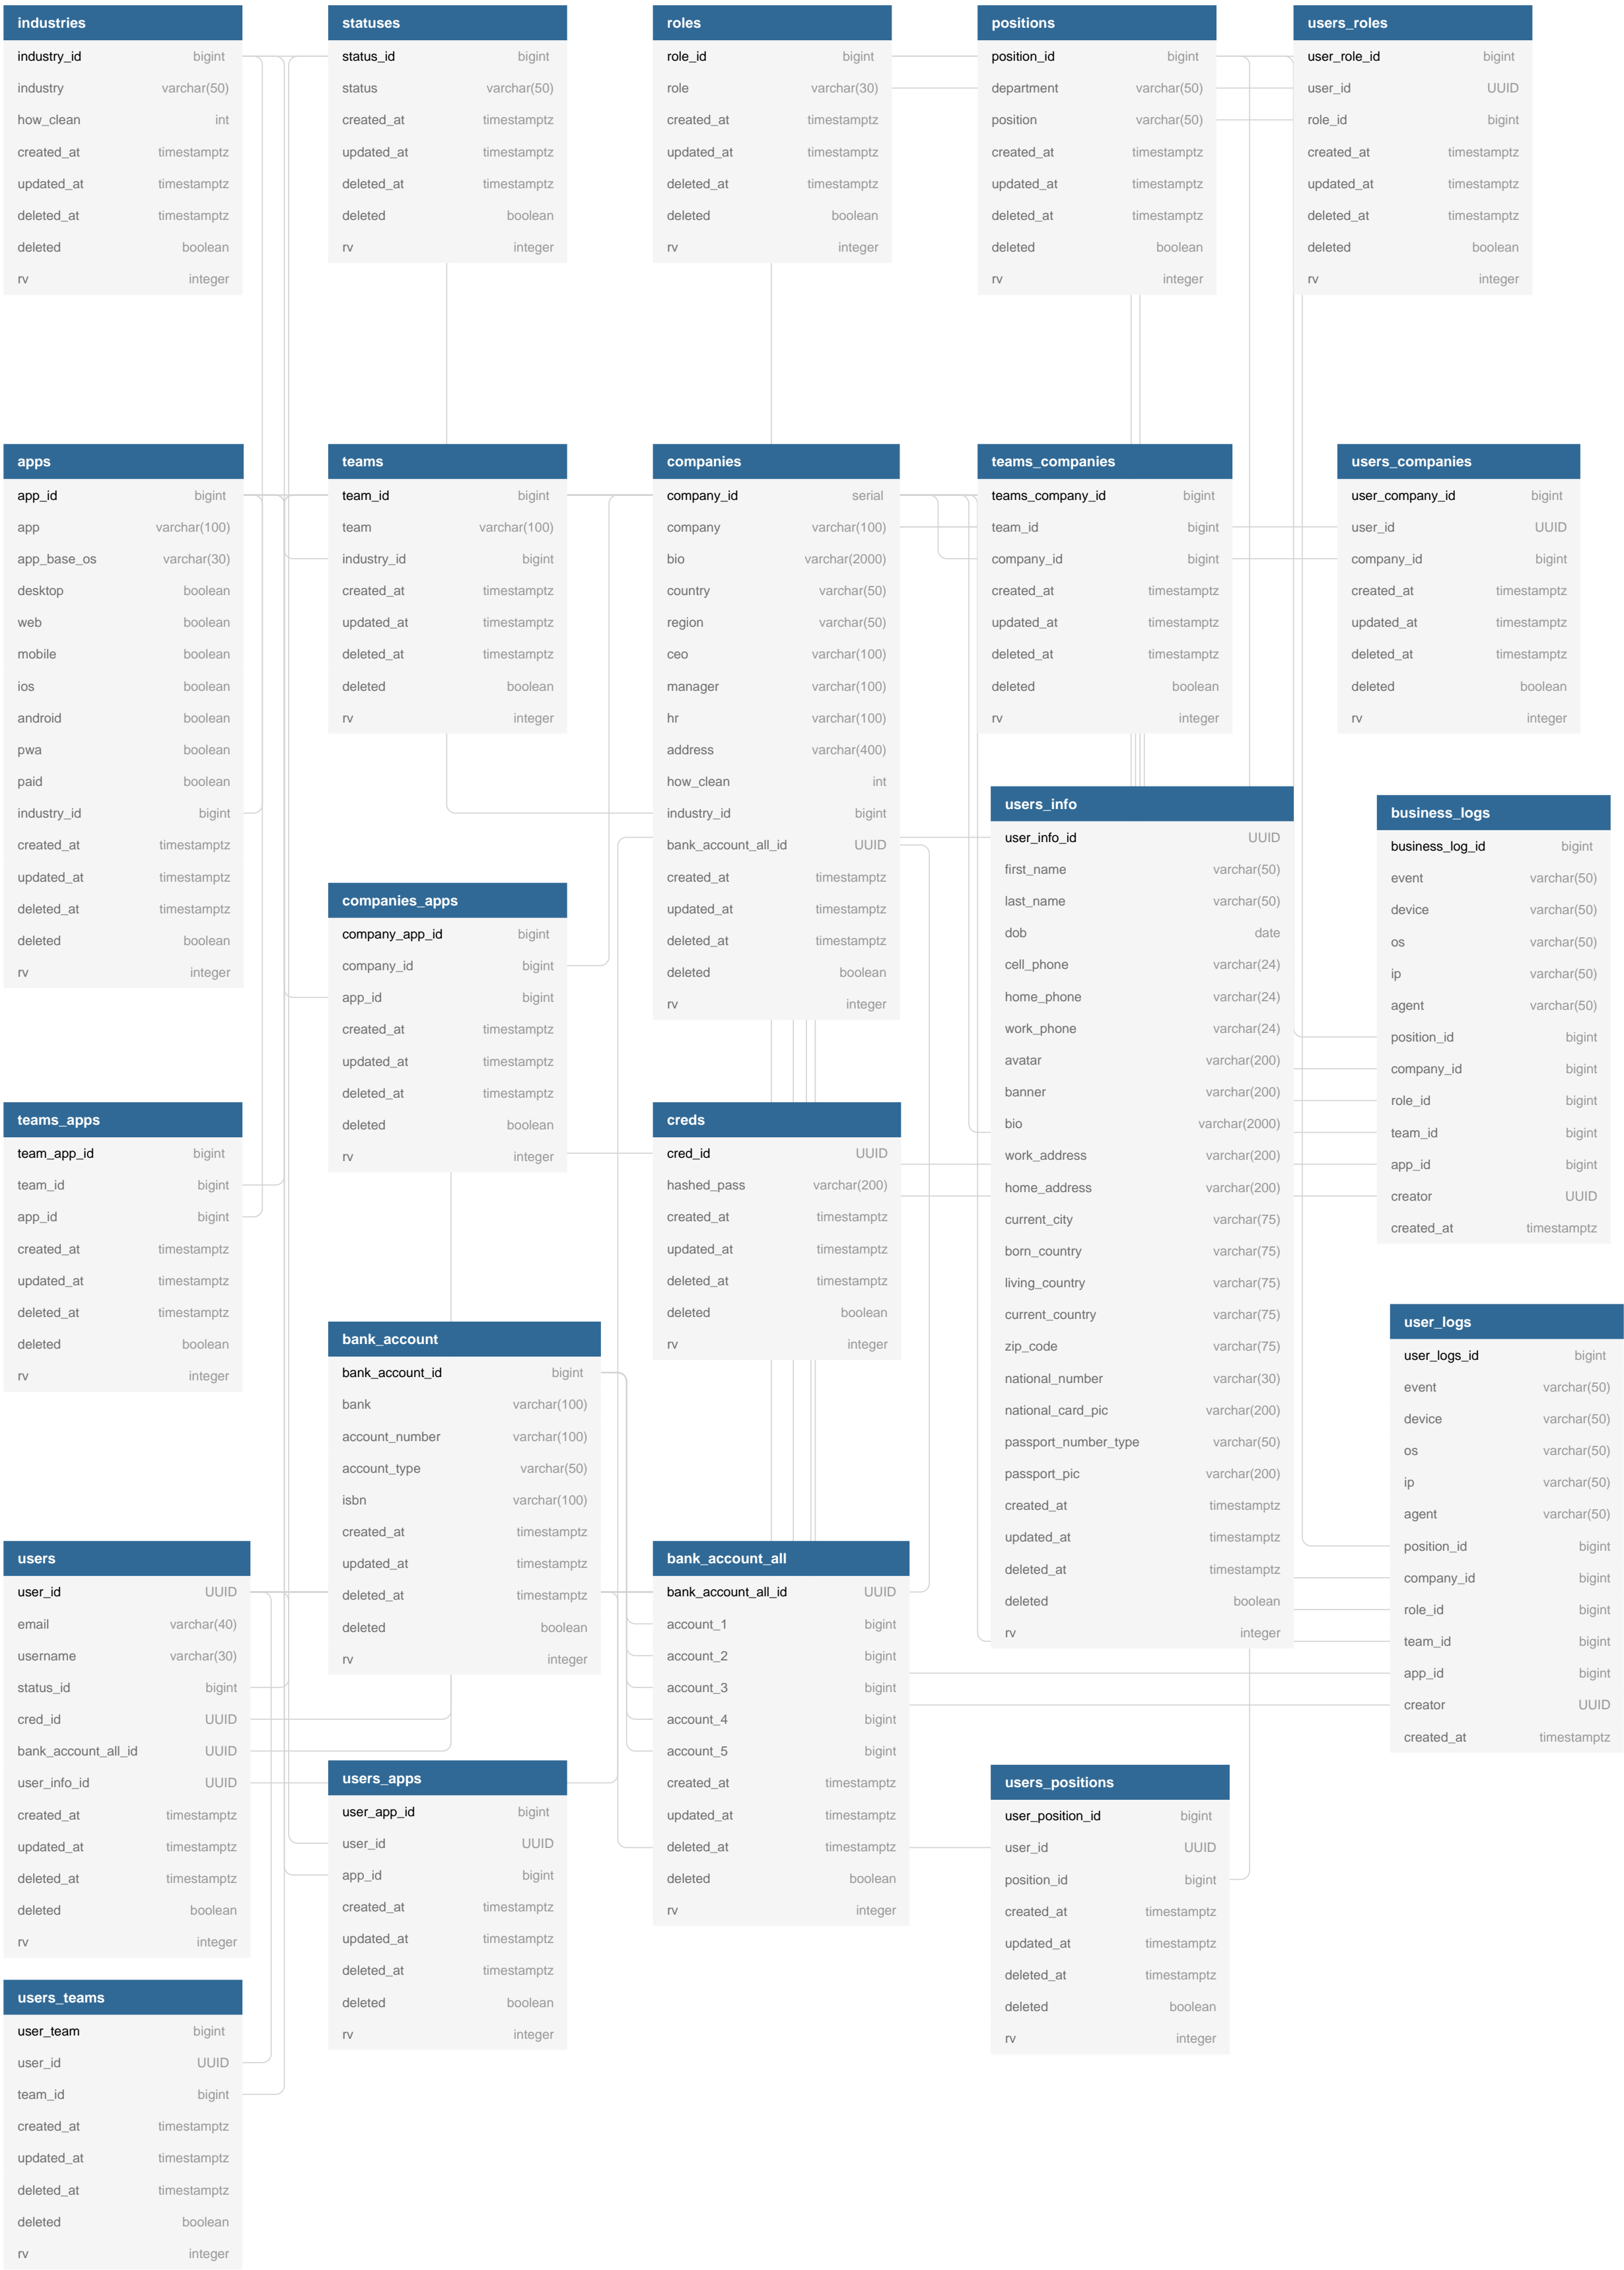 industries
industry_id bigint
industry varchar(50)
how_clean int
created_at timestamptz
updated_at timestamptz
deleted_at timestamptz
deleted boolean
rv integer
statuses
status_id bigint
status varchar(50)
created_at timestamptz
updated_at timestamptz
deleted_at timestamptz
deleted boolean
rv integer
roles
role_id bigint
role varchar(30)
created_at timestamptz
updated_at timestamptz
deleted_at timestamptz
deleted boolean
rv integer
positions
position_id bigint
department varchar(50)
position varchar(50)
created_at timestamptz
updated_at timestamptz
deleted_at timestamptz
deleted boolean
rv integer
users_roles
user_role_id bigint
user_id UUID
role_id bigint
created_at timestamptz
updated_at timestamptz
deleted_at timestamptz
deleted boolean
rv integer
apps
app_id bigint
app varchar(100)
app_base_os varchar(30)
desktop boolean
web boolean
mobile boolean
ios boolean
android boolean
pwa boolean
paid boolean
industry_id bigint
created_at timestamptz
updated_at timestamptz
deleted_at timestamptz
deleted boolean
rv integer
teams
team_id bigint
team varchar(100)
industry_id bigint
created_at timestamptz
updated_at timestamptz
deleted_at timestamptz
deleted boolean
rv integer
companies
company_id serial
company varchar(100)
bio varchar(2000)
country varchar(50)
region varchar(50)
ceo varchar(100)
manager varchar(100)
hr varchar(100)
address varchar(400)
how_clean int
industry_id bigint
bank_account_all_id UUID
created_at timestamptz
updated_at timestamptz
deleted_at timestamptz
deleted boolean
rv integer
teams_companies
teams_company_id bigint
team_id bigint
company_id bigint
created_at timestamptz
updated_at timestamptz
deleted_at timestamptz
deleted boolean
rv integer
users_companies
user_company_id bigint
user_id UUID
company_id bigint
created_at timestamptz
updated_at timestamptz
deleted_at timestamptz
deleted boolean
rv integer
users_info
user_info_id UUID
first_name varchar(50)
last_name varchar(50)
dob date
cell_phone varchar(24)
home_phone varchar(24)
work_phone varchar(24)
avatar varchar(200)
banner varchar(200)
bio varchar(2000)
work_address varchar(200)
home_address varchar(200)
current_city varchar(75)
born_country varchar(75)
living_country varchar(75)
current_country varchar(75)
zip_code varchar(75)
national_number varchar(30)
national_card_pic varchar(200)
passport_number_type varchar(50)
passport_pic varchar(200)
created_at timestamptz
updated_at timestamptz
deleted_at timestamptz
deleted boolean
rv integer
business_logs
business_log_id bigint
event varchar(50)
device varchar(50)
os varchar(50)
ip varchar(50)
agent varchar(50)
position_id bigint
company_id bigint
role_id bigint
team_id bigint
app_id bigint
creator UUID
created_at timestamptz
companies_apps
company_app_id bigint
company_id bigint
app_id bigint
created_at timestamptz
updated_at timestamptz
deleted_at timestamptz
deleted boolean
rv integer
teams_apps
team_app_id bigint
team_id bigint
app_id bigint
created_at timestamptz
updated_at timestamptz
deleted_at timestamptz
deleted boolean
rv integer
creds
cred_id UUID
hashed_pass varchar(200)
created_at timestamptz
updated_at timestamptz
deleted_at timestamptz
deleted boolean
rv integer
user_logs
user_logs_id bigint
event varchar(50)
device varchar(50)
os varchar(50)
ip varchar(50)
agent varchar(50)
position_id bigint
company_id bigint
role_id bigint
team_id bigint
app_id bigint
creator UUID
created_at timestamptz
bank_account
bank_account_id bigint
bank varchar(100)
account_number varchar(100)
account_type varchar(50)
isbn varchar(100)
created_at timestamptz
updated_at timestamptz
deleted_at timestamptz
deleted boolean
rv integer
users
user_id UUID
email varchar(40)
username varchar(30)
status_id bigint
cred_id UUID
bank_account_all_id UUID
user_info_id UUID
created_at timestamptz
updated_at timestamptz
deleted_at timestamptz
deleted boolean
rv integer
bank_account_all
bank_account_all_id UUID
account_1 bigint
account_2 bigint
account_3 bigint
account_4 bigint
account_5 bigint
created_at timestamptz
updated_at timestamptz
deleted_at timestamptz
deleted boolean
rv integer
users_apps
user_app_id bigint
user_id UUID
app_id bigint
created_at timestamptz
updated_at timestamptz
deleted_at timestamptz
deleted boolean
rv integer
users_positions
user_position_id bigint
user_id UUID
position_id bigint
created_at timestamptz
updated_at timestamptz
deleted_at timestamptz
deleted boolean
rv integer
users_teams
user_team bigint
user_id UUID
team_id bigint
created_at timestamptz
updated_at timestamptz
deleted_at timestamptz
deleted boolean
rv integer